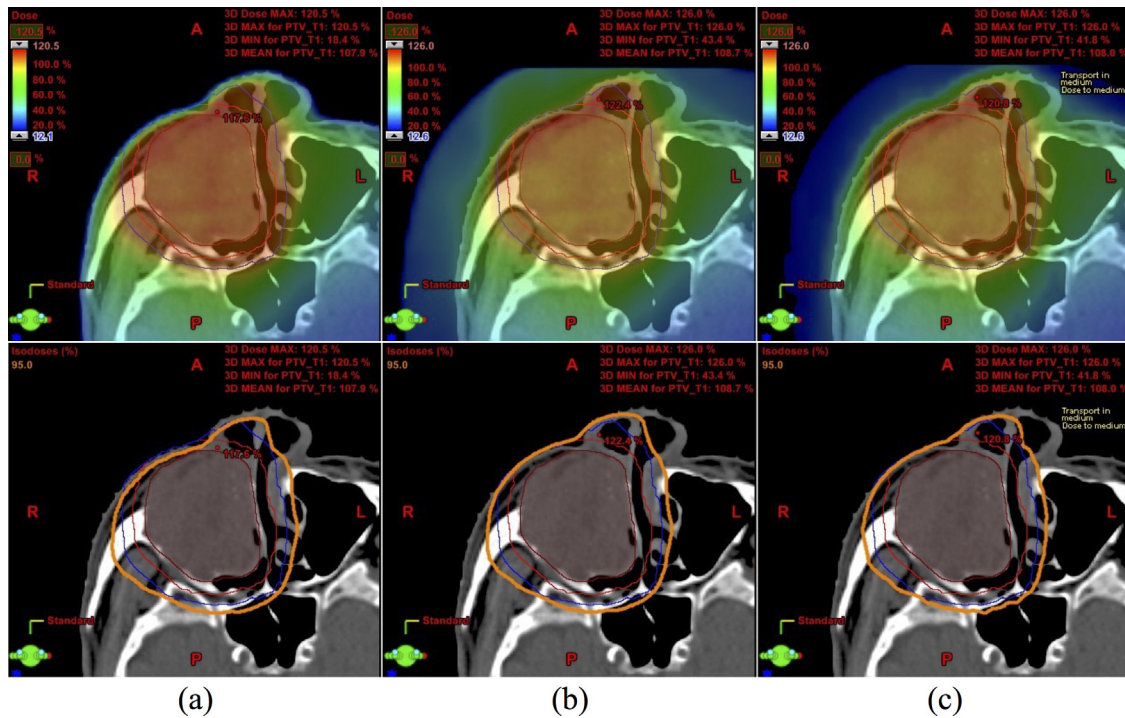 Dose
120.5 %
120.5
100.0 %
80.0 %
60.0 %
40.0 %
20.0 %
12.1
0.0 %
A
3D Dose MAX: 120.5 %
3D MAX for PTV_T1: 120.5 %
3D MIN for PTV_T1: 18.4 %
3D MEAN for PTV_T1: 107.9 %
117.6 %
R
L
Standard
P
Dose
126.0 %
126.0
100.0 %
80.0 %
60.0 %
40.0 %
20.0 %
12.6
0.0 %
A
3D Dose MAX: 126.0 %
3D MAX for PTV_T1: 126.0 %
3D MIN for PTV_T1: 43.4 %
3D MEAN for PTV_T1: 108.7 %
122.4 %
R
L
Standard
P
Dose
126.0 %
126.0
100.0 %
80.0 %
60.0 %
40.0 %
20.0 %
12.6
0.0 %
A
3D Dose MAX: 126.0 %
3D MAX for PTV_T1: 126.0 %
3D MIN for PTV_T1: 41.8 %
3D MEAN for PTV_T1: 108.0 %
Transport in
medium
Dose to medium
120.8 %
R
L
Standard
P
Isodoses (%)
95.0
A
3D Dose MAX: 120.5 %
3D MAX for PTV_T1: 120.5 %
3D MIN for PTV_T1: 18.4 %
3D MEAN for PTV_T1: 107.9 %
117.6 %
R
L
Standard
P
Isodoses (%)
95.0
A
3D Dose MAX: 126.0 %
3D MAX for PTV_T1: 126.0 %
3D MIN for PTV_T1: 43.4 %
3D MEAN for PTV_T1: 108.7 %
122.4 %
R
L
Standard
P
Isodoses (%)
95.0
A
3D Dose MAX: 126.0 %
3D MAX for PTV_T1: 126.0 %
3D MIN for PTV_T1: 41.8 %
3D MEAN for PTV_T1: 108.0 %
Transport in
medium
Dose to medium
120.8 %
R
L
Standard
P
(a)
(b)
(c)